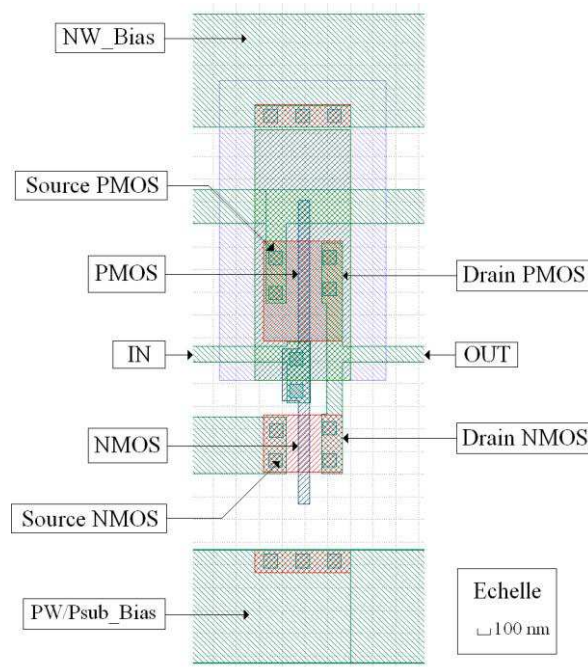 NW_Bias
Source PMOS
PMOS
Drain PMOS
IN
OUT
NMOS
Drain NMOS
Source NMOS
PW/Psub_Bias
Echelle
100 nm